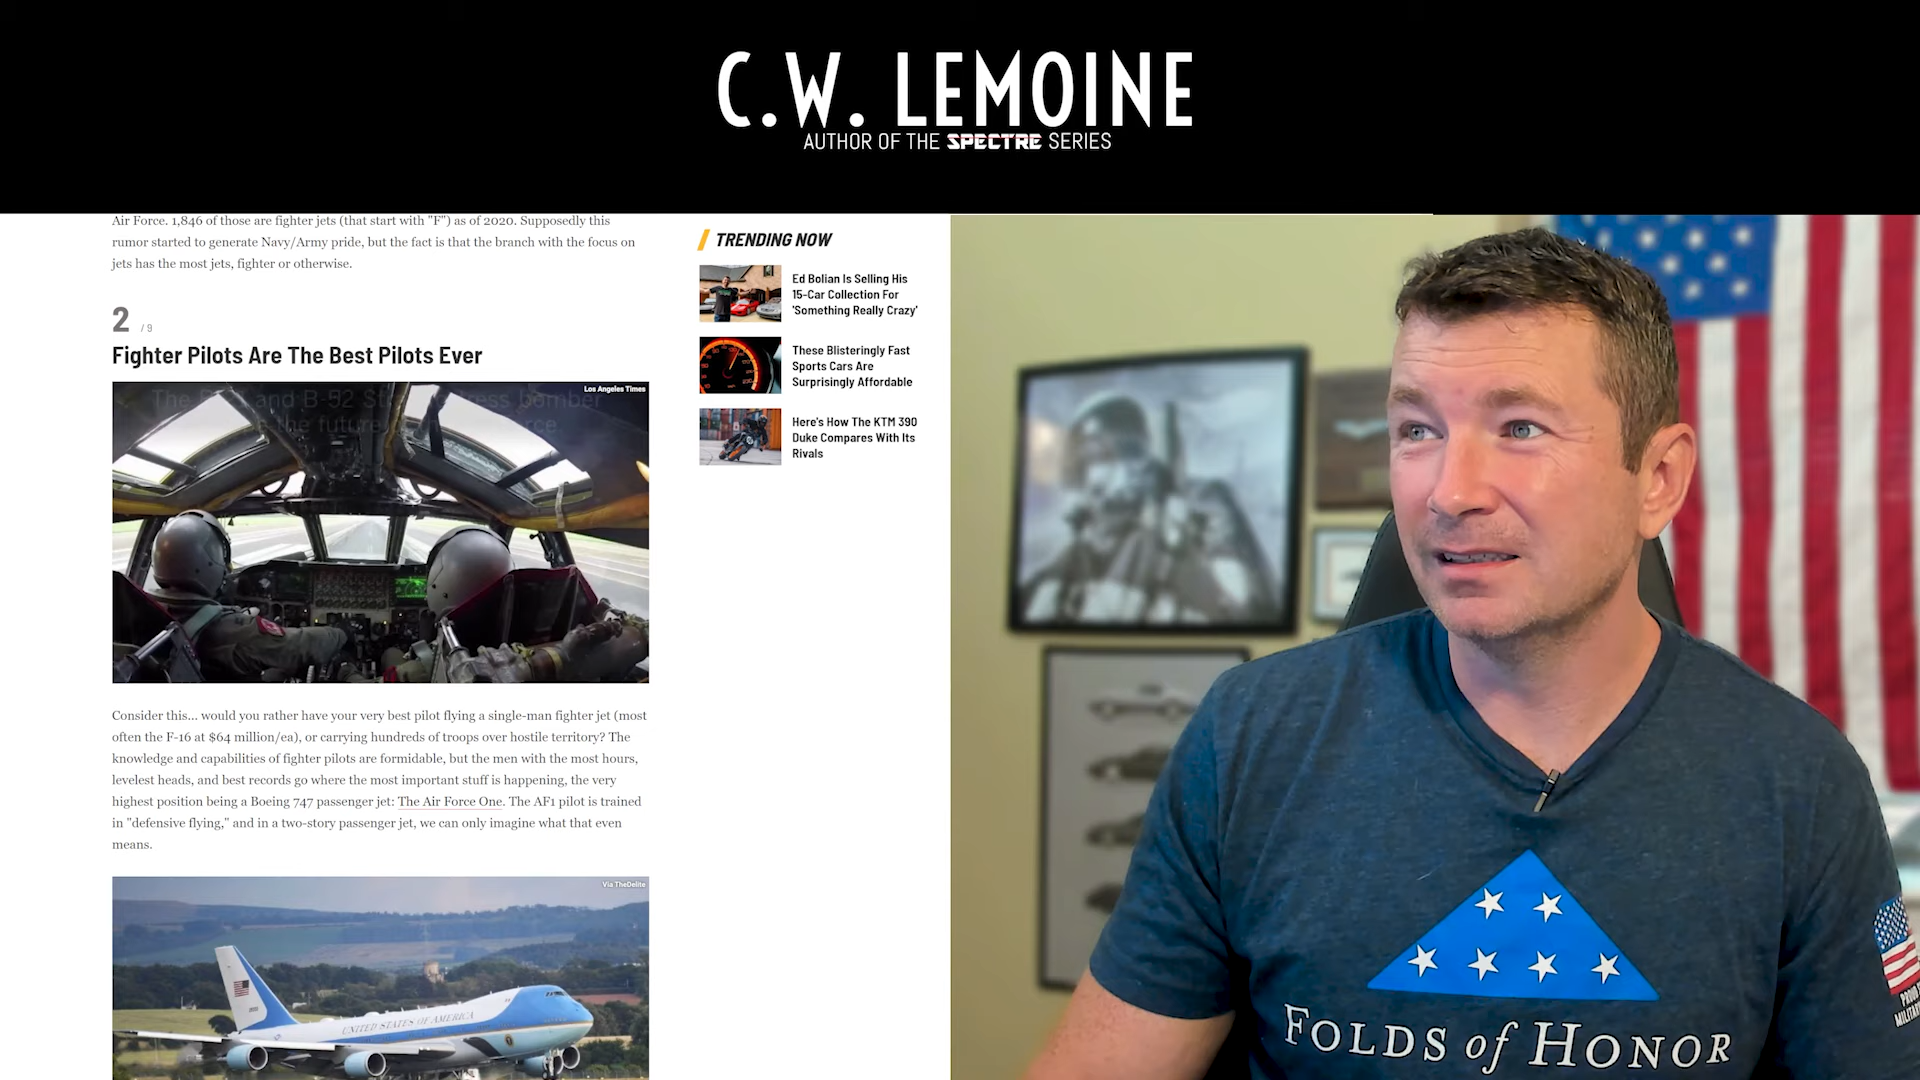 C.W. LEMOINE
AUTHOR OF THE SPECTRE SERIES
Air Force. 1,846 of those are fighter jets (that start with "F") as of 2020. Supposedly this
rumor started to generate Navy/Army pride, but the fact is that the branch with the focus on
jets has the most jets, fighter or otherwise.
2 / 9
Fighter Pilots Are The Best Pilots Ever
Los Angeles Times
Consider this... would you rather have your very best pilot flying a single-man fighter jet (most
often the F-16 at $64 million/ea), or carrying hundreds of troops over hostile territory? The
knowledge and capabilities of fighter pilots are formidable, but the men with the most hours,
levelest heads, and best records go where the most important stuff is happening, the very
highest position being a Boeing 747 passenger jet: The Air Force One. The AF1 pilot is trained
in "defensive flying," and in a two-story passenger jet, we can only imagine what that even
means.
Via TheDelite
UNITED STATES OF AMERICA
TRENDING NOW
Ed Bolian Is Selling His
15-Car Collection For
'Something Really Crazy'
These Blisteringly Fast
Sports Cars Are
Surprisingly Affordable
Here's How The KTM 390
Duke Compares With Its
Rivals
FOLDS of HONOR